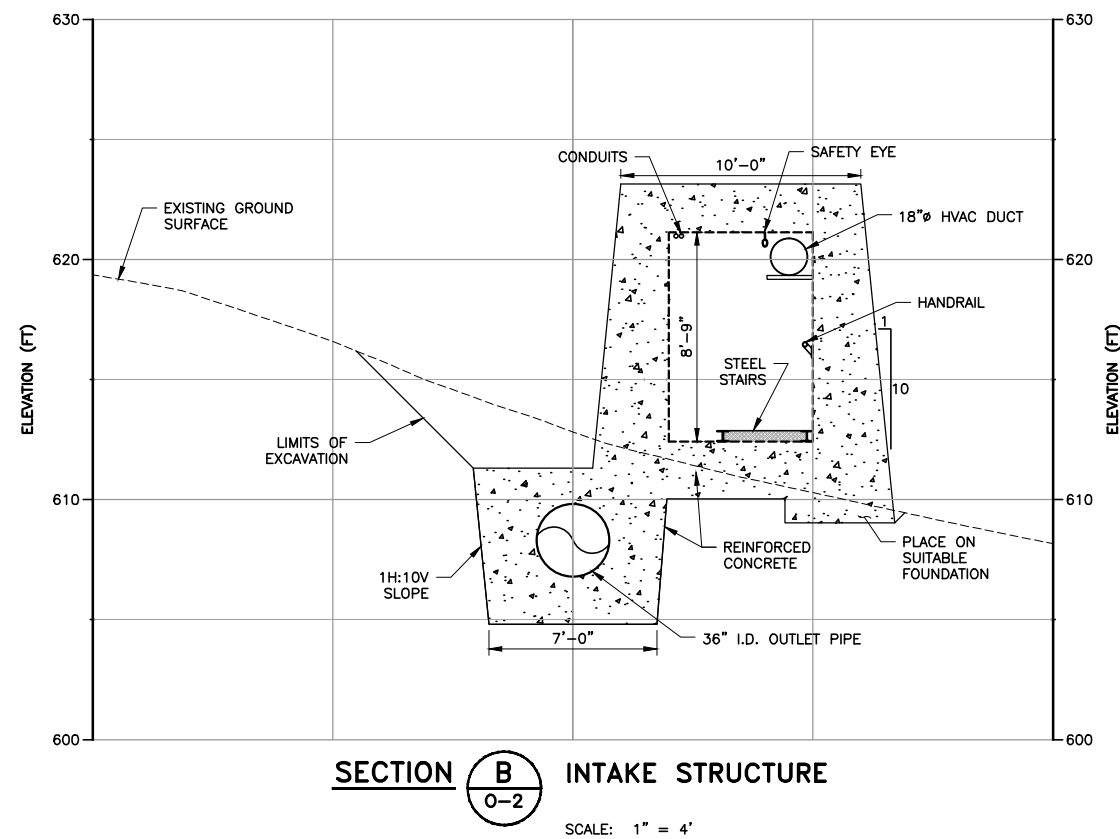 630
630
CONDUITS
10'-0"
SAFETY EYE
EXISTING GROUND
SURFACE
18"ø HVAC DUCT
620
620
HANDRAIL
1
10
8'-9"
STEEL
STAIRS
ELEVATION (FT)
ELEVATION (FT)
LIMITS OF
EXCAVATION
610
610
REINFORCED
CONCRETE
PLACE ON
SUITABLE
FOUNDATION
1H:10V
SLOPE
7'-0"
36" I.D. OUTLET PIPE
600
600
SECTION B INTAKE STRUCTURE
O-2
SCALE: 1" = 4'